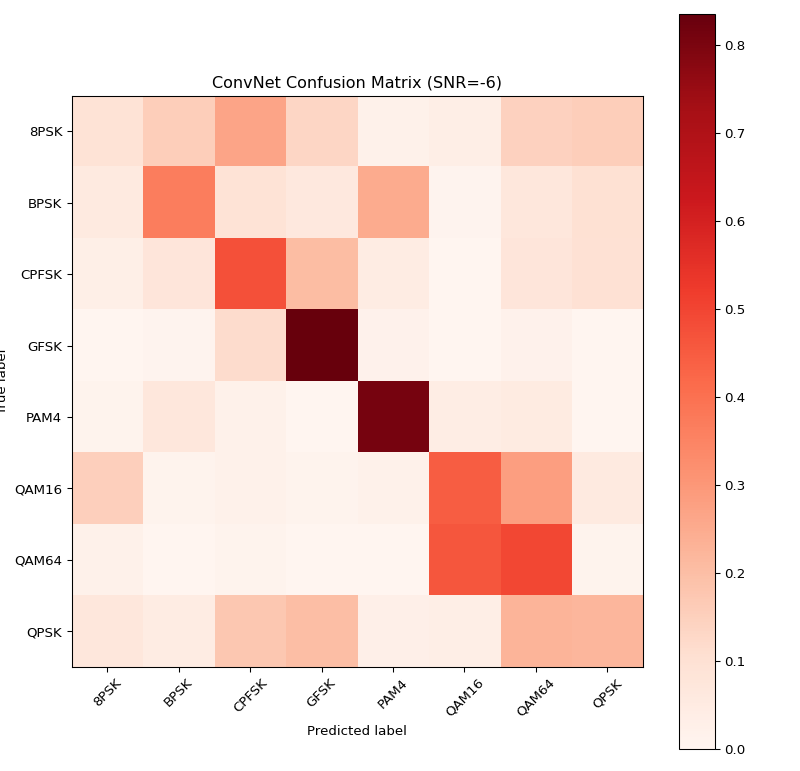 ConvNet Confusion Matrix (SNR=-6)
8PSK
BPSK
CPFSK
GFSK
PAM4
QAM16
QAM64
QPSK
8PSK
BPSK
CPFSK
GFSK
PAM4
QAM16
QAM64
QPSK
Predicted label
0.8
0.7
0.6
0.5
0.4
0.3
0.2
0.1
0.0